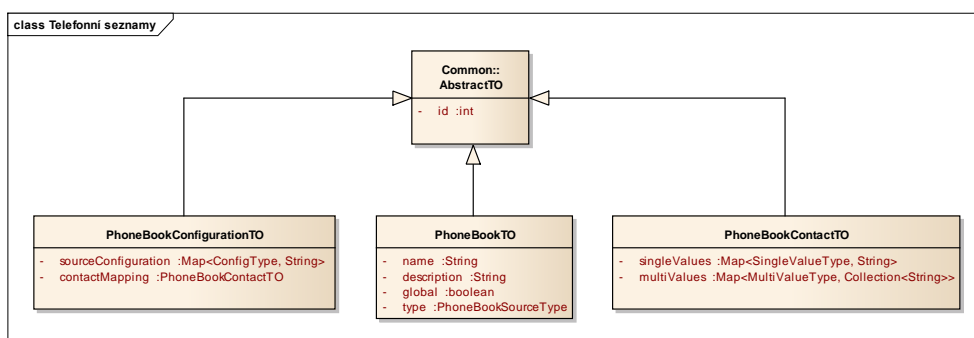 class Telefonní seznamy
Common::
AbstractTO
- id :int
PhoneBookConfigurationTO
- sourceConfiguration :Map<ConfigType, String>
- contactMapping :PhoneBookContactTO
PhoneBookTO
- name :String
- description :String
- global :boolean
- type :PhoneBookSourceType
PhoneBookContactTO
- singleValues :Map<SingleValueType, String>
- multiValues :Map<MultiValueType, Collection<String>>